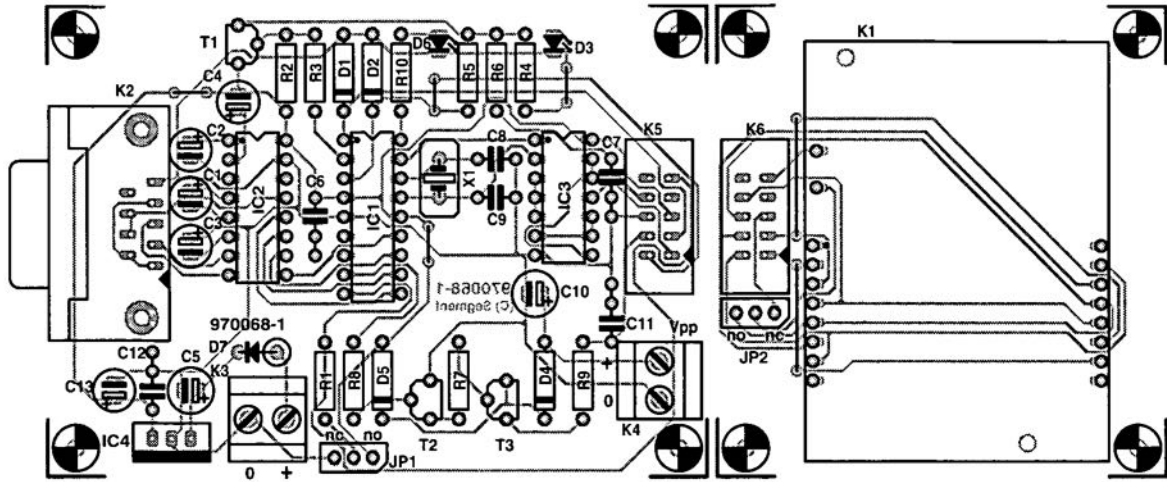 K1
T1
D6
D3
R2
R3
D1
D2
R10
R5
R6
R4
C4
K2
C2
C1
C3
IC2
C6
IC1
X1
C8
C9
IC3
C7
K5
K6
970068-1
(C) Segment
C10
C11
Vpp
no nc
JP2
970068-1
D7
C12
C5
K3
C13
IC4
0 +
R1
R8
D5
R7
D4
R9
+
0
K4
T2
T3
nc no
JP1